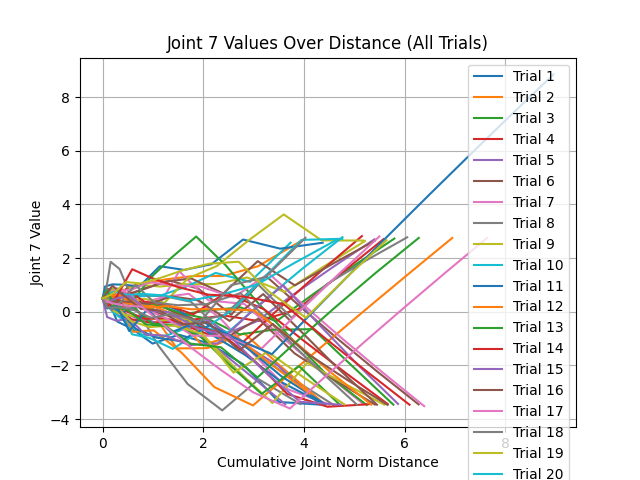 Joint 7 Values Over Distance (All Trials)
Joint 7 Value
8
6
4
2
0
−2
−4
0
2
4
6
8
Cumulative Joint Norm Distance
Trial 1
Trial 2
Trial 3
Trial 4
Trial 5
Trial 6
Trial 7
Trial 8
Trial 9
Trial 10
Trial 11
Trial 12
Trial 13
Trial 14
Trial 15
Trial 16
Trial 17
Trial 18
Trial 19
Trial 20